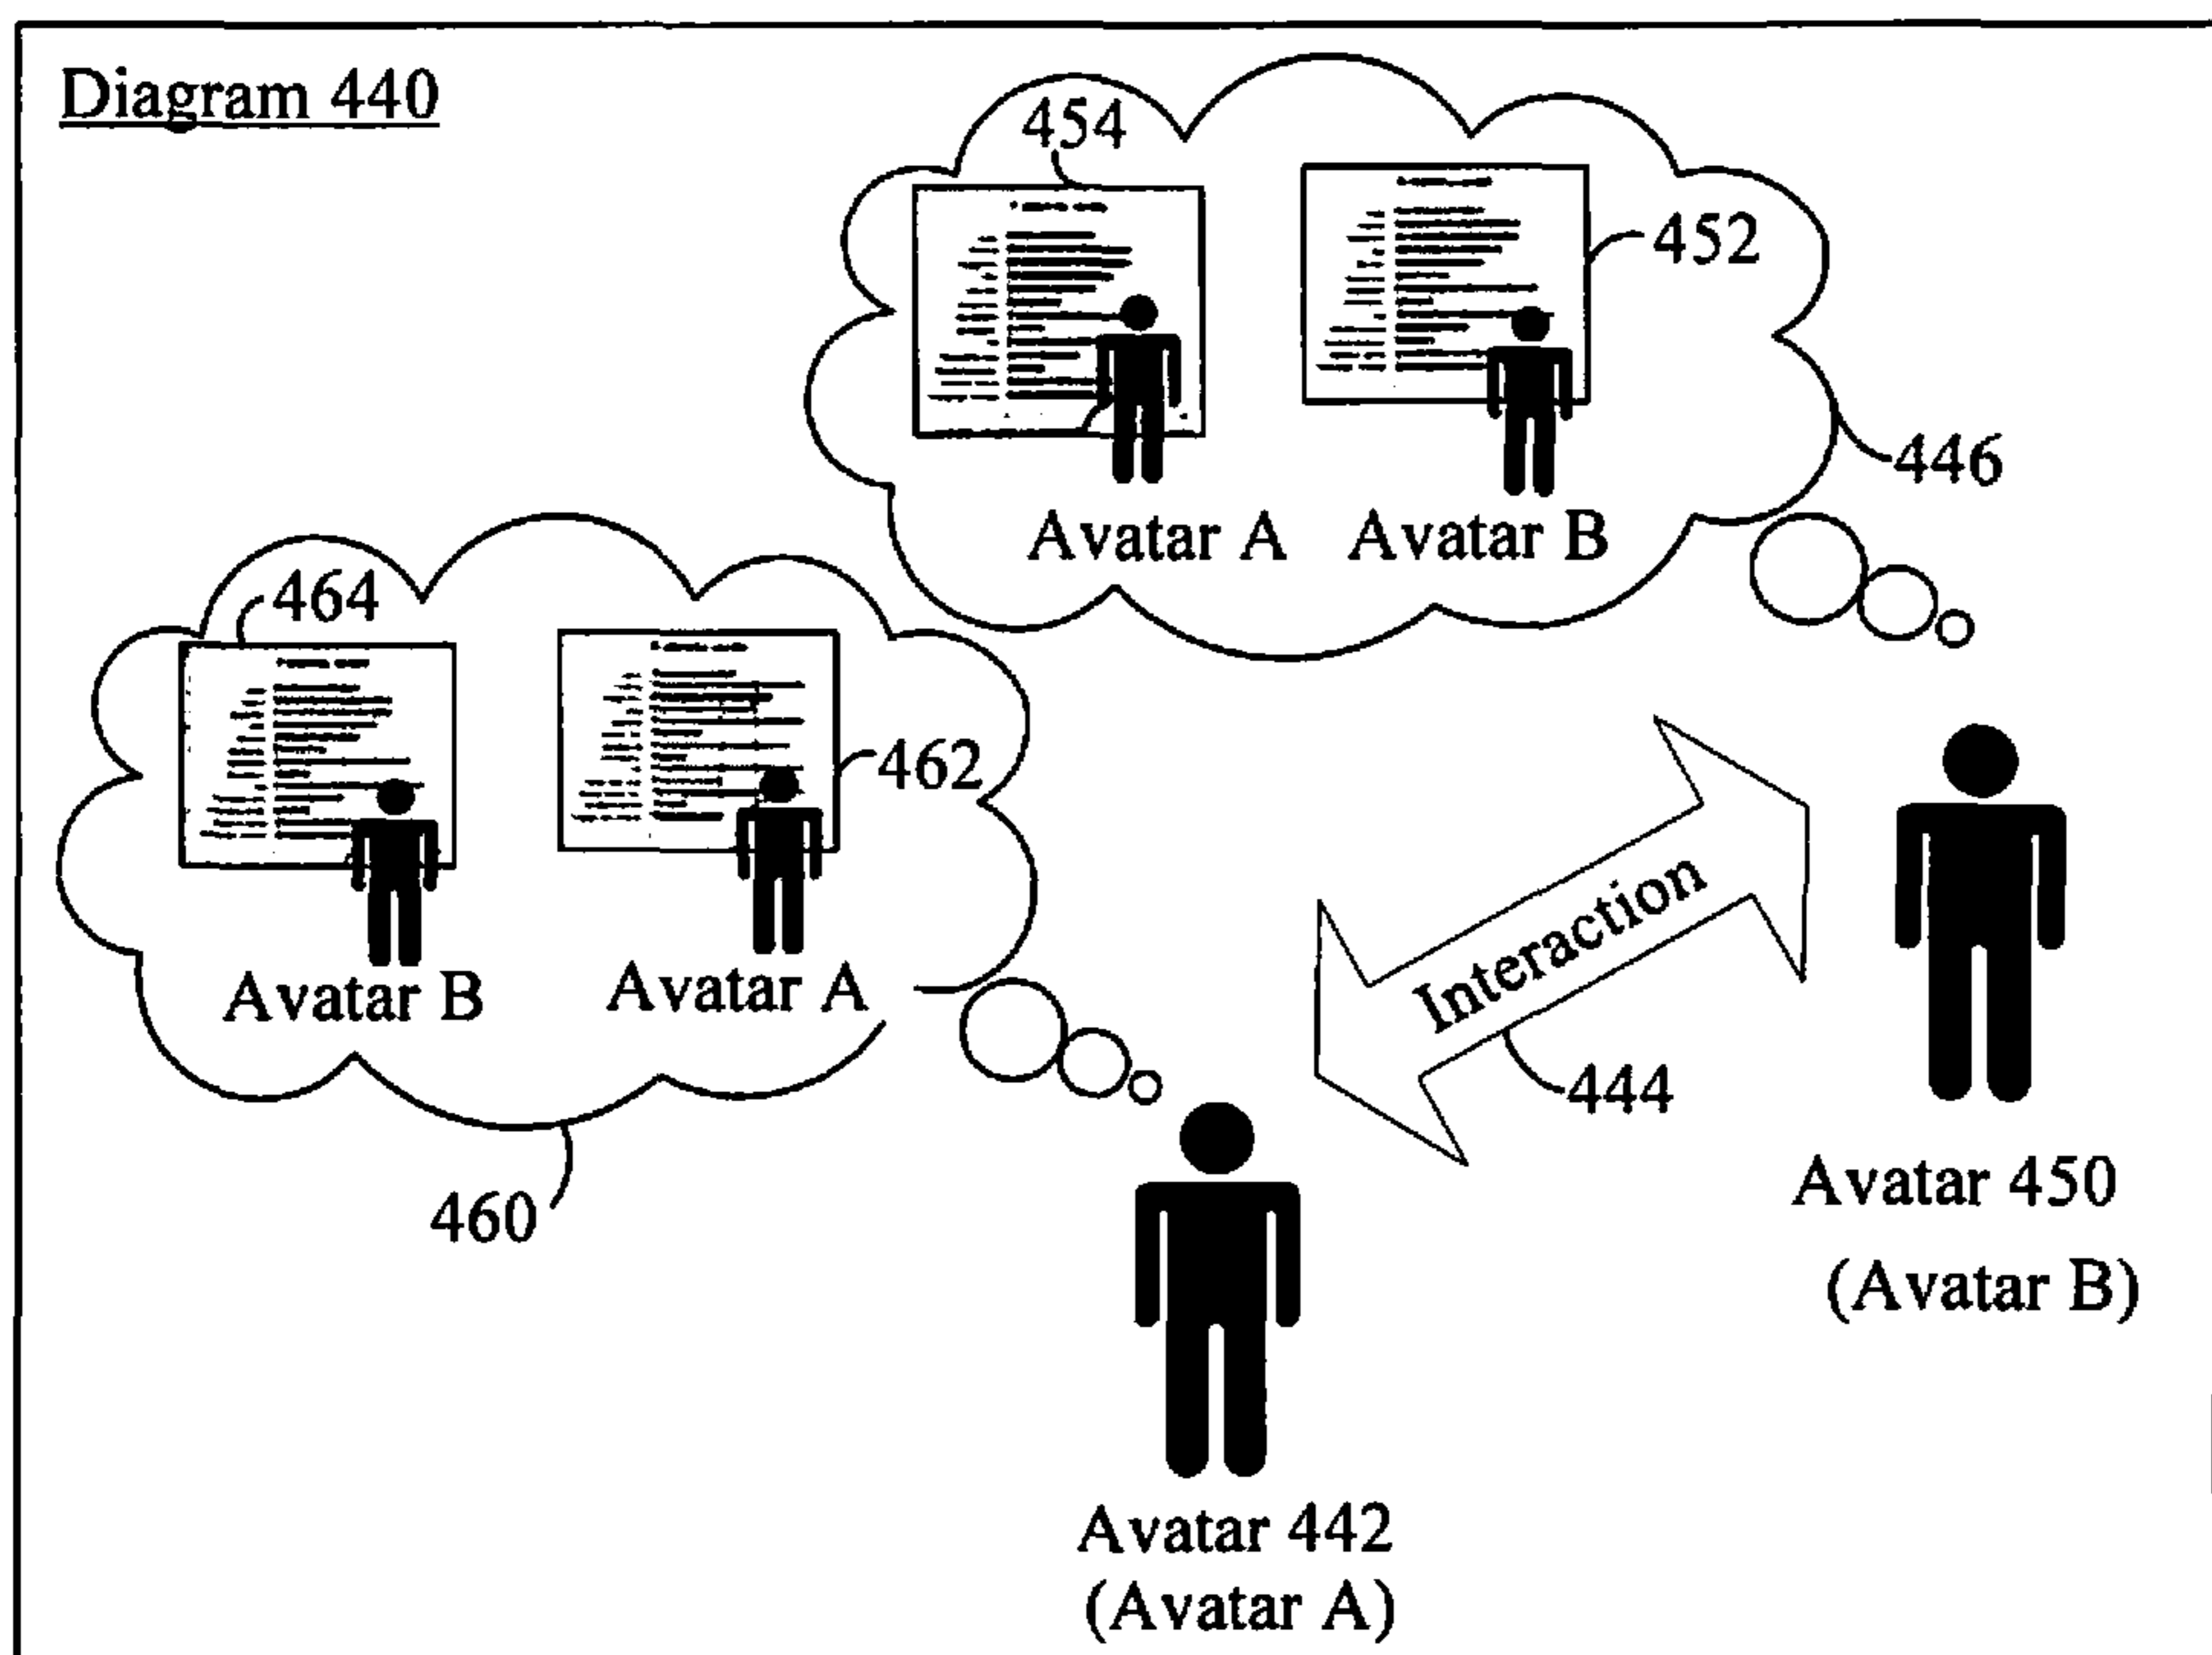 Diagram 440
454
452
446
Avatar A Avatar B
464
462
Avatar B Avatar A
Interaction
444
460
Avatar 450
(Avatar B)
Avatar 442
(Avatar A)